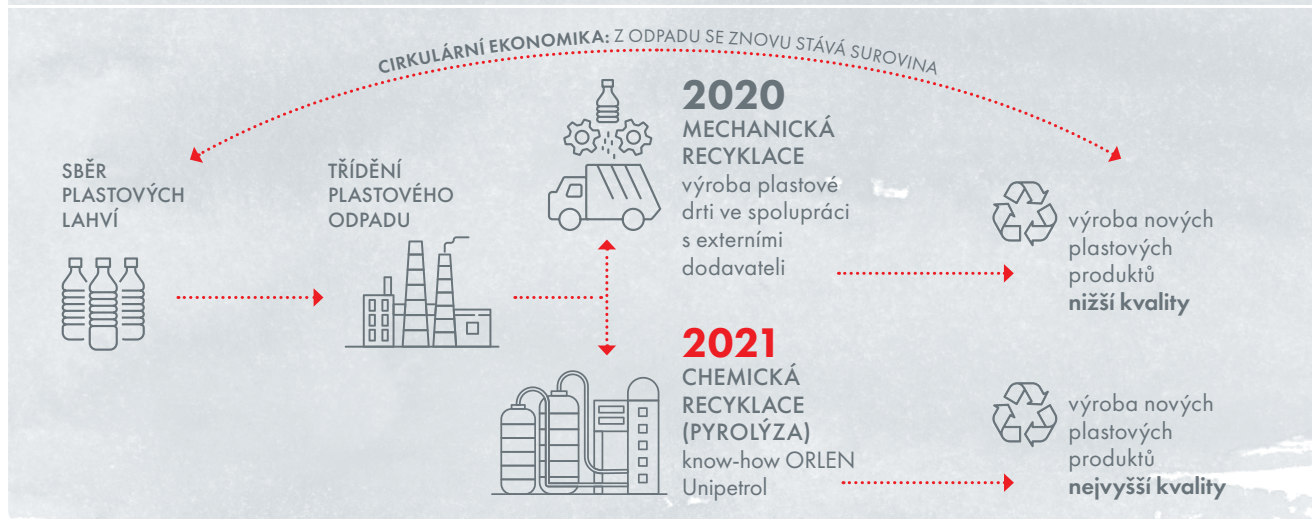 CIRKULÁRNÍ EKONOMIKA: Z ODPADU SE ZNOVU STÁVÁ SUROVINA
SBĚR
PLASTOVÝCH
LAHVÍ
TŘÍDĚNÍ
PLASTOVÉHO
ODPADU
2020
MECHANICKÁ
RECYKLACE
výroba plastové
drti ve spolupráci
s externími
dodavateli
výroba nových
plastových
produktů
nižší kvality
2021
CHEMICKÁ
RECYKLACE
(PYROLÝZA)
know-how ORLEN
Unipetrol
výroba nových
plastových
produktů
nejvyšší kvality